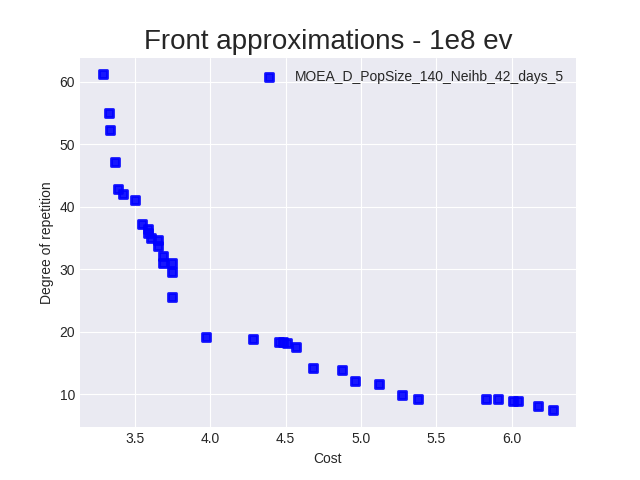 Front approximations - 1e8 ev
MOEA_D_PopSize_140_Neihb_42_days_5
60
50
40
30
20
10
Degree of repetition
3.5 4.0 4.5 5.0 5.5 6.0
Cost